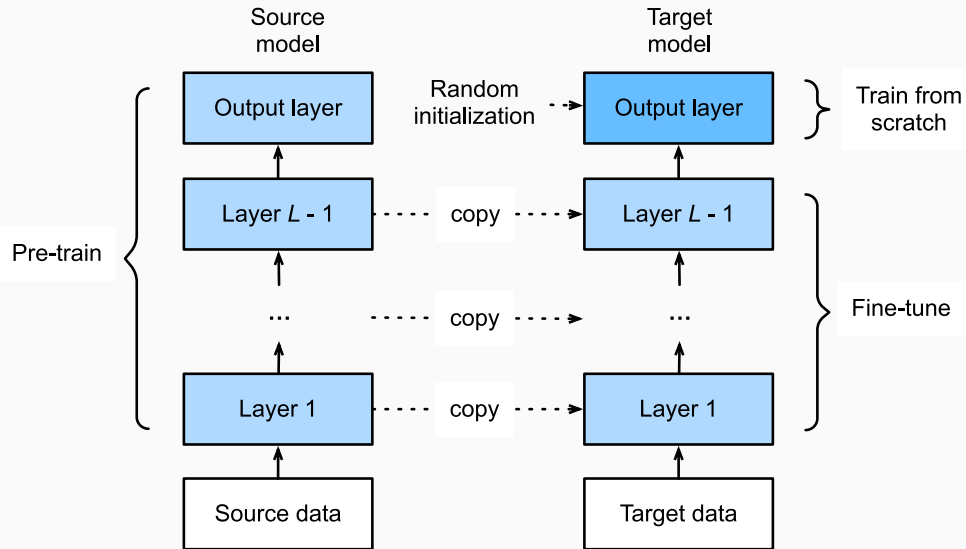 Source
model
Target
model
Output layer
Random
initialization
Output layer
Train from
scratch
Layer L - 1
copy
Layer L - 1
Pre-train
...
copy
...
Fine-tune
Layer 1
copy
Layer 1
Source data
Target data